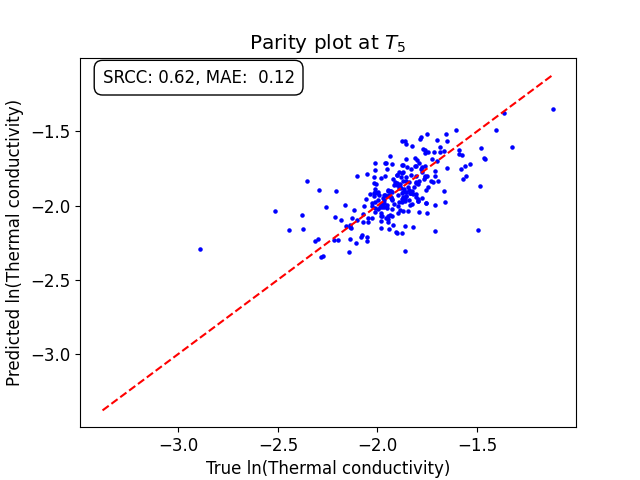 Parity plot at T5
SRCC: 0.62, MAE:  0.12
Predicted ln(Thermal conductivity)
−1.5
−2.0
−2.5
−3.0
−3.0
−2.5
−2.0
−1.5
True ln(Thermal conductivity)